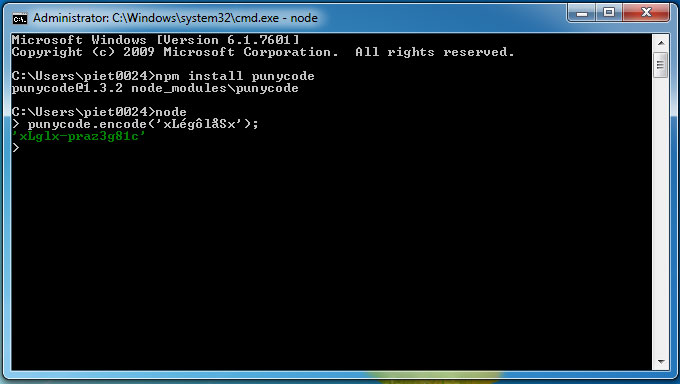 Administrator: C:\Windows\system32\cmd.exe - node
Microsoft Windows [Version 6.1.7601]
Copyright (c) 2009 Microsoft Corporation.  All rights reserved.
C:\Users\piet0024>npm install punycode
punycode@1.3.2 node_modules\punycode
C:\Users\piet0024>node
> punycode.encode('xLégôlåSx');
'xLglx-praz3g81c'
>